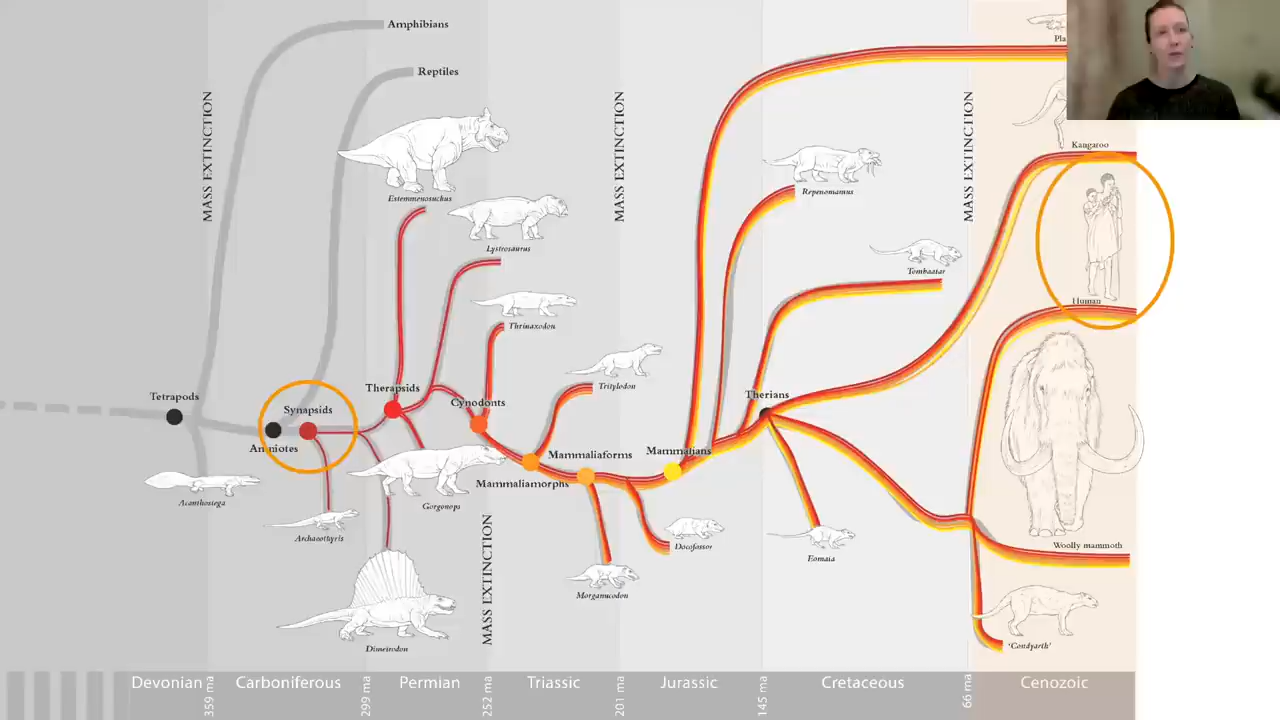 Amphibians
Reptiles
MASS EXTINCTION
MASS EXTINCTION
MASS EXTINCTION
MASS EXTINCTION
Pla
Kangaroo
Estemmenosuchus
Repenomamus
Lystrosaurus
Tombaatar
Human
Thrinaxodon
Tritylodon
Therapsids
Tetrapods
Synapsids
Cynodonts
Therians
Amniotes
Mammaliaforms
Mammalians
Mammaliamorphs
Acanthostega
Gorgonops
Archaeothyris
Docofossor
Eomaia
Woolly mammoth
Morganucodon
Dimetrodon
'Condylarth'
Devonian
359 ma
Carboniferous
299 ma
Permian
252 ma
Triassic
201 ma
Jurassic
145 ma
Cretaceous
66 ma
Cenozoic